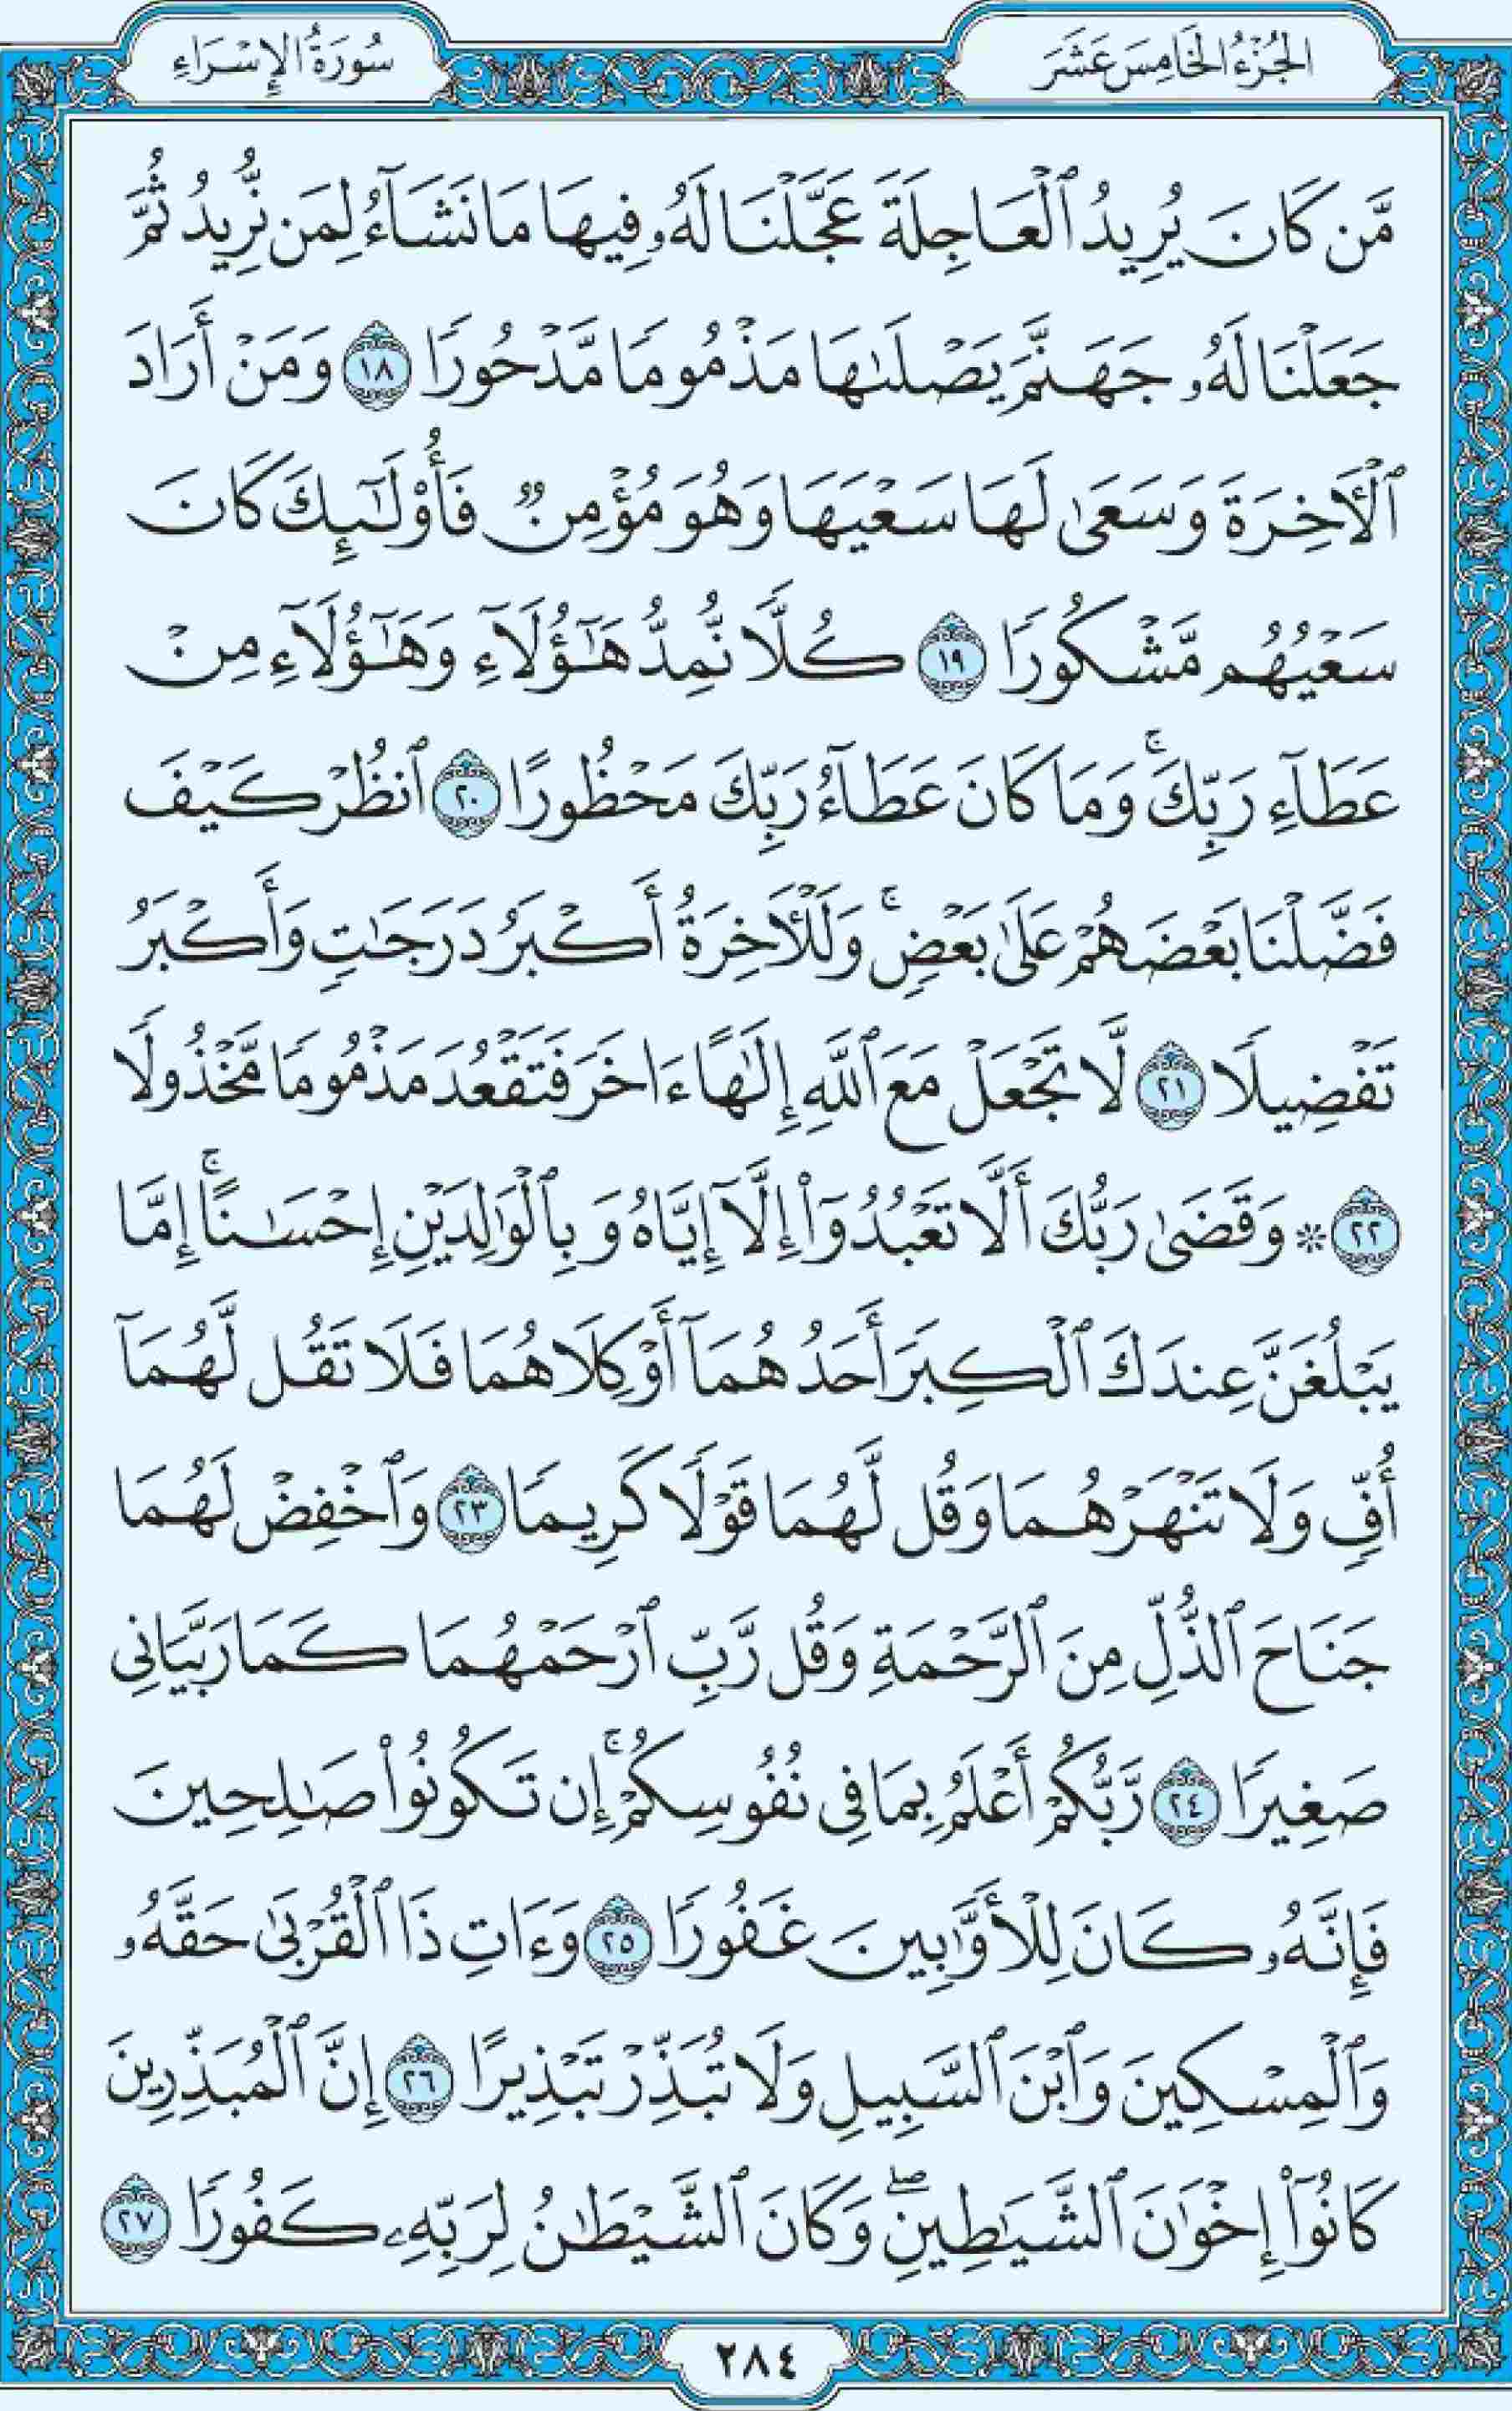 الجُزْءُ الخَامِسَ عَشَرَ
سُورَةُ الإِسْرَاءِ
مَّن كَانَ يُرِيدُ ٱلۡعَاجِلَةَ عَجَّلۡنَا لَهُۥ فِيهَا مَا نَشَآءُ لِمَن نُّرِيدُ ثُمَّ
جَعَلۡنَا لَهُۥ جَهَنَّمَ يَصۡلَىٰهَا مَذۡمُومٗا مَّدۡحُورٗا ١٨ وَمَنۡ أَرَادَ
ٱلۡأٓخِرَةَ وَسَعَىٰ لَهَا سَعۡيَهَا وَهُوَ مُؤۡمِنٞ فَأُوْلَٰٓئِكَ كَانَ
سَعۡيُهُم مَّشۡكُورٗا ١٩ كُلّٗا نُّمِدُّ هَٰٓؤُلَآءِ وَهَٰٓؤُلَآءِ مِنۡ
عَطَآءِ رَبِّكَۚ وَمَا كَانَ عَطَآءُ رَبِّكَ مَحۡظُورًا ٢٠ ٱنظُرۡ كَيۡفَ
فَضَّلۡنَا بَعۡضَهُمۡ عَلَىٰ بَعۡضٖۚ وَلَلۡأٓخِرَةُ أَكۡبَرُ دَرَجَٰتٖ وَأَكۡبَرُ
تَفۡضِيلٗا ٢١ لَّا تَجۡعَلۡ مَعَ ٱللَّهِ إِلَٰهًا ءَاخَرَ فَتَقۡعُدَ مَذۡمُومٗا مَّخۡذُولٗا
٢٢ ۞ وَقَضَىٰ رَبُّكَ أَلَّا تَعۡبُدُوٓاْ إِلَّآ إِيَّاهُ وَبِٱلۡوَٰلِدَيۡنِ إِحۡسَٰنًاۚ إِمَّا
يَبۡلُغَنَّ عِندَكَ ٱلۡكِبَرَ أَحَدُهُمَآ أَوۡ كِلَاهُمَا فَلَا تَقُل لَّهُمَآ
أُفّٖ وَلَا تَنۡهَرۡهُمَا وَقُل لَّهُمَا قَوۡلٗا كَرِيمٗا ٢٣ وَٱخۡفِضۡ لَهُمَا
جَنَاحَ ٱلذُّلِّ مِنَ ٱلرَّحۡمَةِ وَقُل رَّبِّ ٱرۡحَمۡهُمَا كَمَا رَبَّيَانِي
صَغِيرٗا ٢٤ رَّبُّكُمۡ أَعۡلَمُ بِمَا فِي نُفُوسِكُمۡۚ إِن تَكُونُواْ صَٰلِحِينَ
فَإِنَّهُۥ كَانَ لِلۡأَوَّٰبِينَ غَفُورٗا ٢٥ وَءَاتِ ذَا ٱلۡقُرۡبَىٰ حَقَّهُۥ
وَٱلۡمِسۡكِينَ وَٱبۡنَ ٱلسَّبِيلِ وَلَا تُبَذِّرۡ تَبۡذِيرًا ٢٦ إِنَّ ٱلۡمُبَذِّرِينَ
كَانُوٓاْ إِخۡوَٰنَ ٱلشَّيَٰطِينِۖ وَكَانَ ٱلشَّيۡطَٰنُ لِرَبِّهِۦ كَفُورٗا ٢٧
٢٨٤